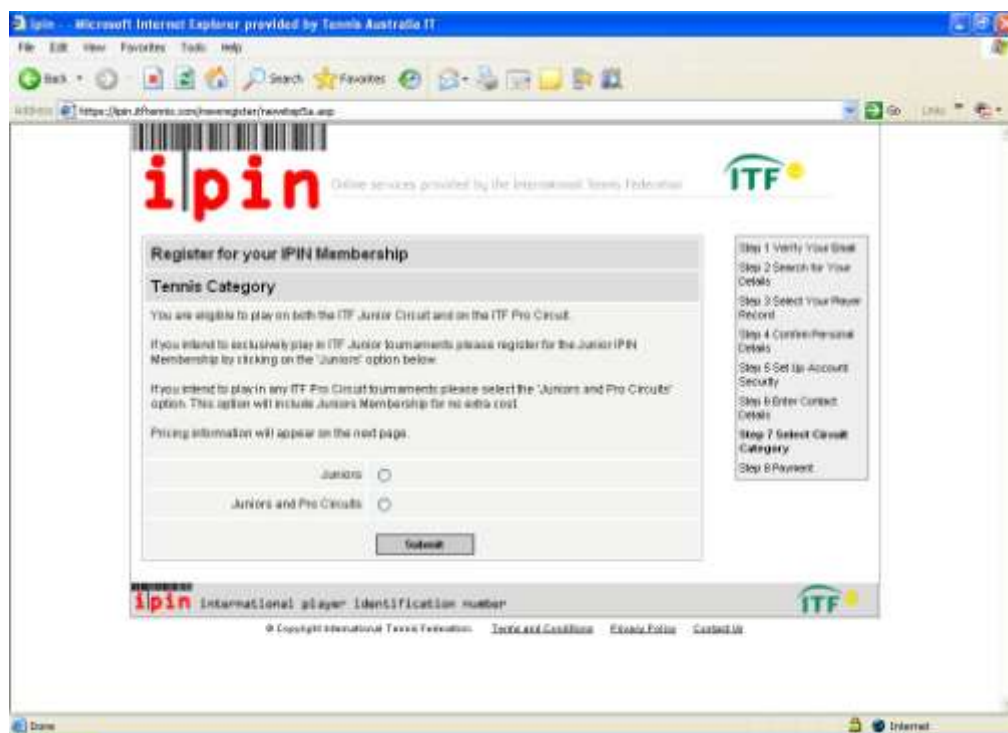 ipin - - Microsoft Internet Explorer provided by Tennis Australia IT
File Edit View Favorites Tools Help
Back Search Favorites
Address Go Links
ipin Online services provided by the International Tennis Federation ITF
Register for your IPIN Membership
Tennis Category
You are eligible to play on both the ITF Junior Circuit and on the ITF Pro Circuit.
If you intend to exclusively play in ITF Junior tournaments please register for the Junior IPIN
Membership by clicking on the 'Juniors' option below.
If you intend to play in any ITF Pro Circuit tournaments please select the 'Juniors and Pro Circuits'
option. This option will include Juniors Membership for no extra cost.
Pricing information will appear on the next page.
Juniors
Juniors and Pro Circuits
Submit
Step 1 Verify Your Email
Step 2 Search for Your
Details
Step 3 Select Your Player
Record
Step 4 Confirm Personal
Details
Step 5 Set Up Account
Security
Step 6 Enter Contact
Details
Step 7 Select Circuit
Category
Step 8 Payment
ipin international player identification number ITF
© Copyright International Tennis Federation. Terms and Conditions Privacy Policy Contact Us
Done Internet